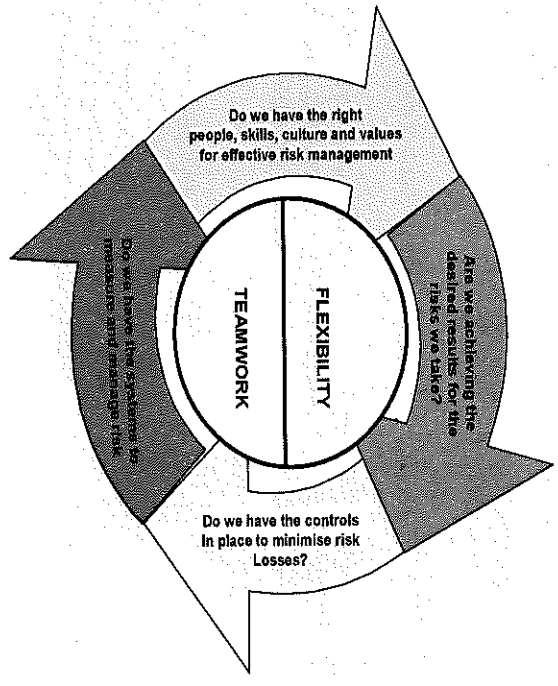 Do we have the right
people, skills, culture and values
for effective risk management
Are we achieving the
desired results for the
risks we take?
FLEXIBILITY
TEAMWORK
Do we have the systems to
measure and manage risk
Do we have the controls
In place to minimise risk
Losses?